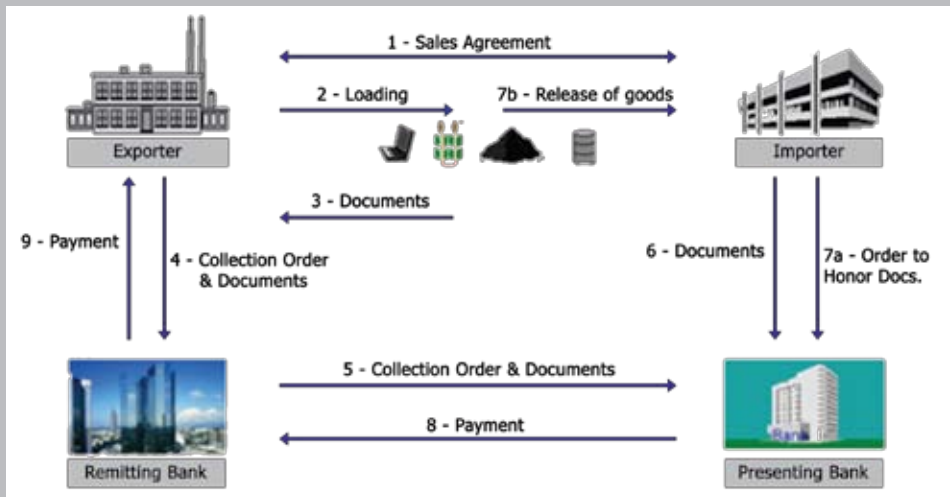 1 - Sales Agreement
2 - Loading
7b - Release of goods
Exporter
Importer
3 - Documents
9 - Payment
4 - Collection Order
& Documents
6 - Documents
7a - Order to
Honor Docs.
5 - Collection Order & Documents
8 - Payment
Bank
Remitting Bank
Presenting Bank